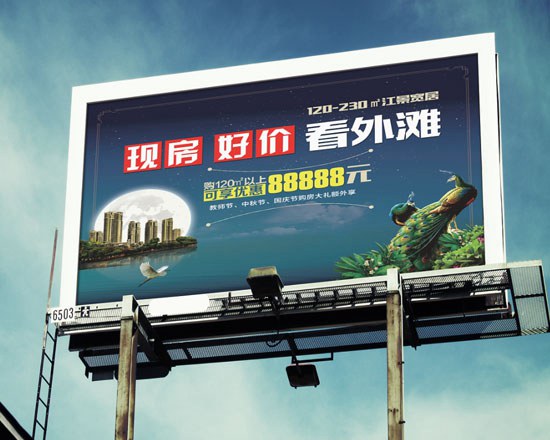 120-230㎡江景宽居
现房 好价 看外滩
购120㎡以上
可享优惠88888元
教师节、中秋节、国庆节购房大礼额外享
6503